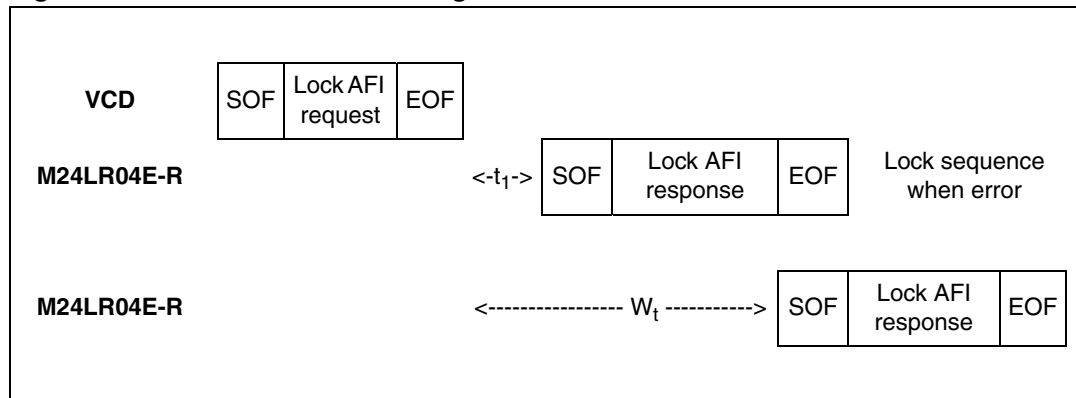 VCD SOF Lock AFI request EOF
M24LR04E-R <-t1-> SOF Lock AFI response EOF Lock sequence when error
M24LR04E-R <----------------- Wt -----------> SOF Lock AFI response EOF